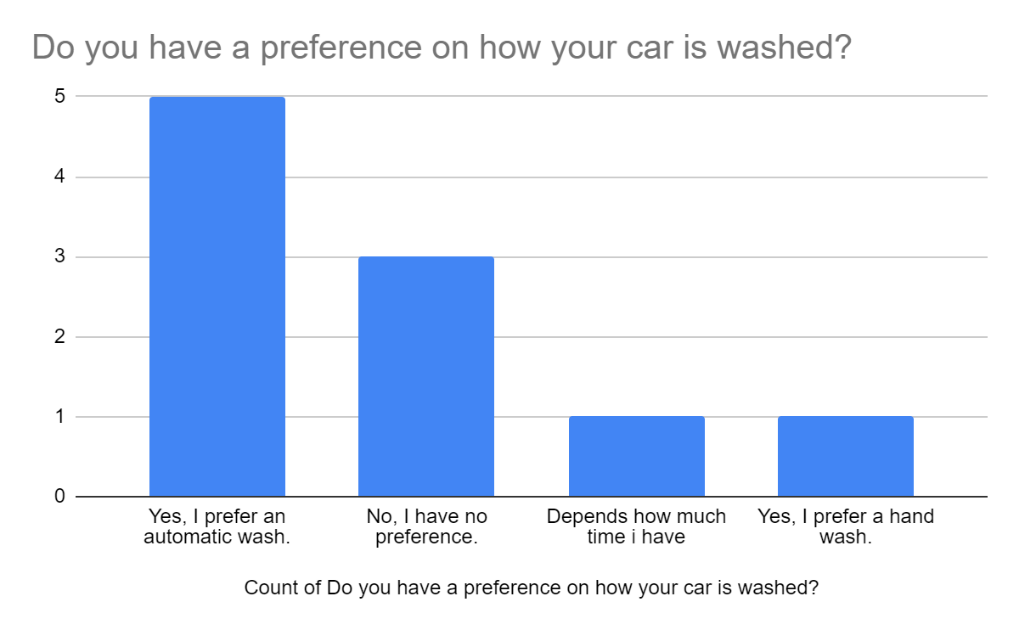 Do you have a preference on how your car is washed?
5
4
3
2
1
0
Yes, I prefer an
automatic wash.
No, I have no
preference.
Depends how much
time i have
Yes, I prefer a hand
wash.
Count of Do you have a preference on how your car is washed?